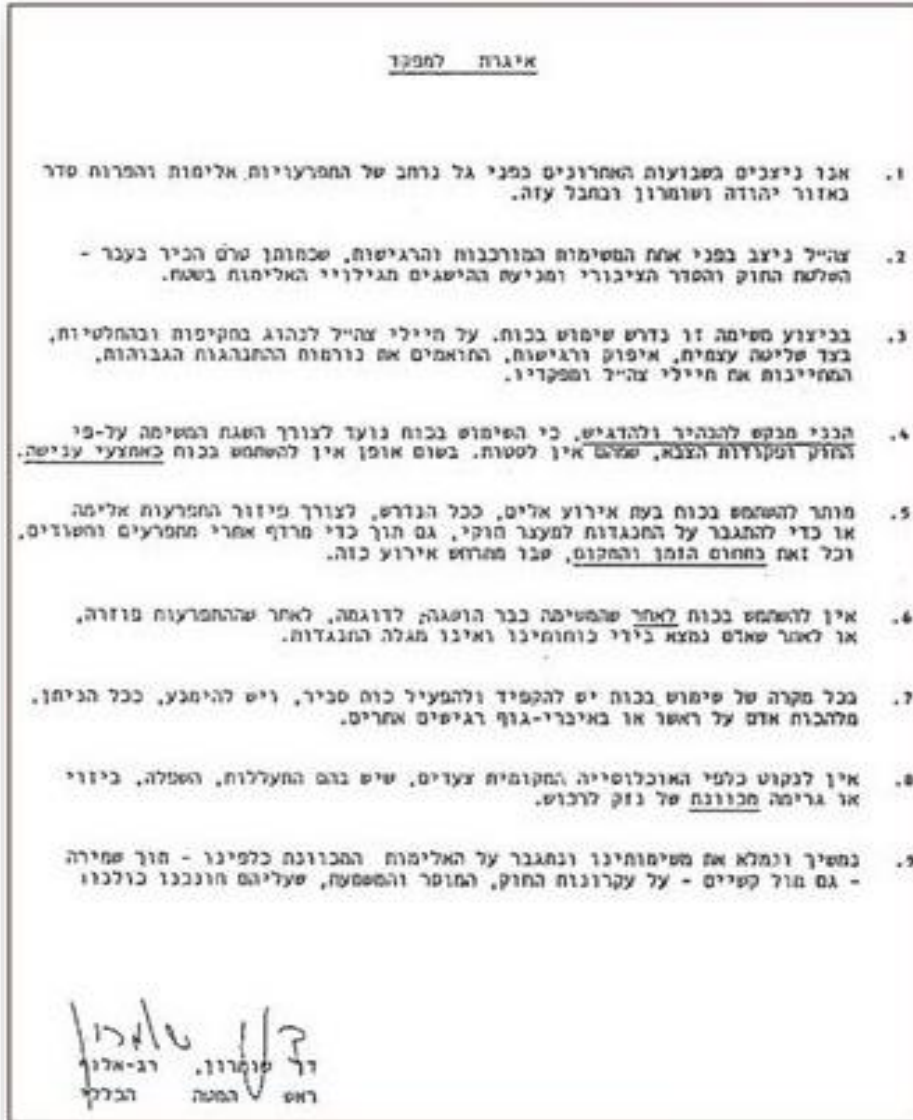 איגרת למפקד
1. אנו ניצבים בשבועות האחרונים בפני גל נרחב של התפרעויות אלימות והפרות סדר
באזור יהודה ושומרון ובחבל עזה.
2. צה"ל ניצב בפני אחת המשימות המורכבות והרגישות, שכמותן טרם הכיר בעבר -
השלטת החוק והסדר הציבורי ומניעת ההישגים מגילויי האלימות בשטח.
3. בביצוע משימה זו נדרש שימוש בכוח. על חיילי צה"ל לנהוג בתקיפות ובהחלטיות,
בצד שליטה עצמית, איפוק ורגישות, התואמים את נורמות ההתנהגות הגבוהות,
המחייבות את חיילי צה"ל ומפקדיו.
4. הנני מבקש להבהיר ולהדגיש, כי השימוש בכוח נועד לצורך השגת המשימה על-פי
החוק ופקודות הצבא, שמהם אין לסטות. בשום אופן אין להשתמש בכוח כאמצעי ענישה.
5. מותר להשתמש בכוח בעת אירוע אלים, ככל הנדרש, לצורך פיזור התפרעות אלימה
או כדי להתגבר על התנגדות למעצר חוקי, גם תוך כדי מרדף אחרי מתפרעים וחשודים,
וכל זאת בתחום הזמן והמקום, שבו מתרחש אירוע כזה.
6. אין להשתמש בכוח לאחר שהמשימה כבר הושגה; לדוגמה, לאחר שההתפרעות פוזרה,
או לאחר שאדם נמצא בידי כוחותינו ואינו מגלה התנגדות.
7. בכל מקרה של שימוש בכוח יש להקפיד ולהפעיל כוח סביר, ויש להימנע, ככל הניתן,
מלהכות אדם על ראשו או באיברי-גוף רגישים אחרים.
8. אין לנקוט כלפי האוכלוסייה המקומית צעדים, שיש בהם התעללות, השפלה, ביזוי
או גרימה מכוונת של נזק לרכוש.
9. נמשיך ונמלא את משימותינו ונתגבר על האלימות המכוונת כלפינו - תוך שמירה
- גם מול קשיים - על עקרונות החוק, המוסר והמשמעת, שעליהם חונכנו כולנו!
דן שומרון
דן שומרון, רב-אלוף
ראש המטה הכללי